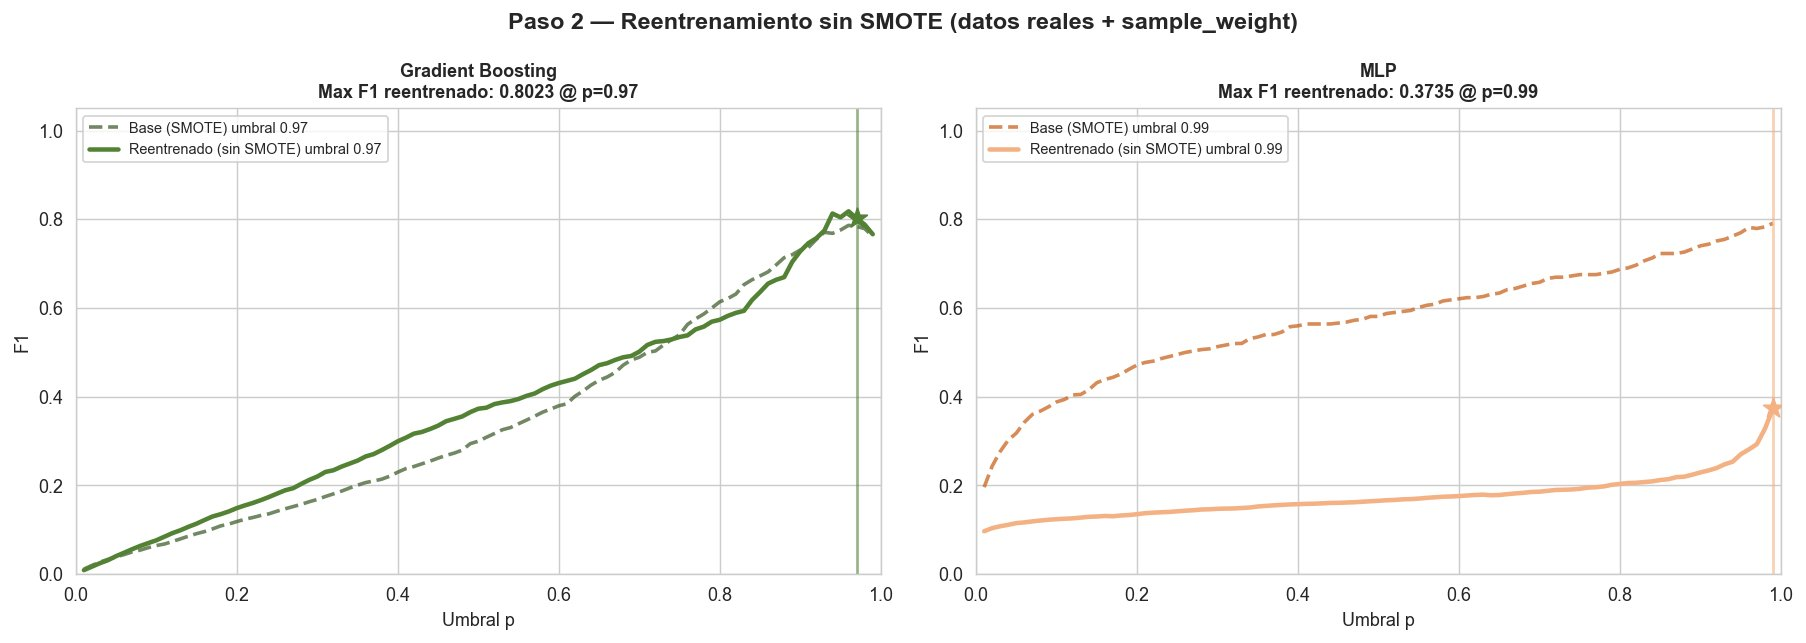 Paso 2 — Reentrenamiento sin SMOTE (datos reales + sample_weight)
Gradient Boosting
Max F1 reentrenado: 0.8023 @ p=0.97
Base (SMOTE) umbral 0.97
Reentrenado (sin SMOTE) umbral 0.97
1.0
0.8
0.6
0.4
0.2
0.0
F1
0.0 0.2 0.4 0.6 0.8 1.0
Umbral p
MLP
Max F1 reentrenado: 0.3735 @ p=0.99
Base (SMOTE) umbral 0.99
Reentrenado (sin SMOTE) umbral 0.99
1.0
0.8
0.6
0.4
0.2
0.0
F1
0.0 0.2 0.4 0.6 0.8 1.0
Umbral p